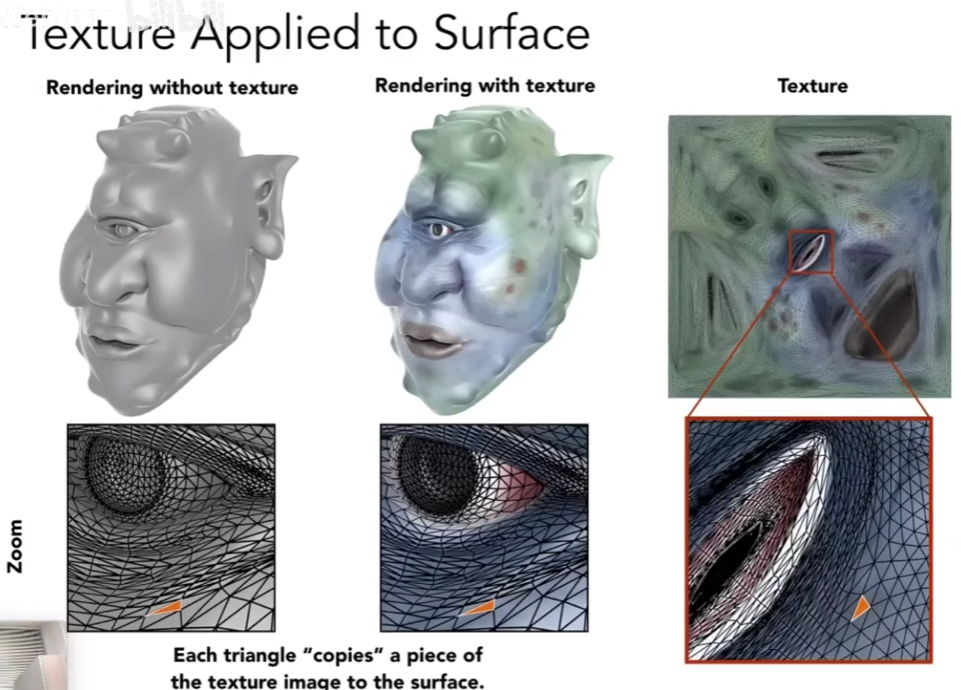 Texture Applied to Surface
Rendering without texture
Rendering with texture
Texture
Zoom
Each triangle “copies” a piece of
the texture image to the surface.